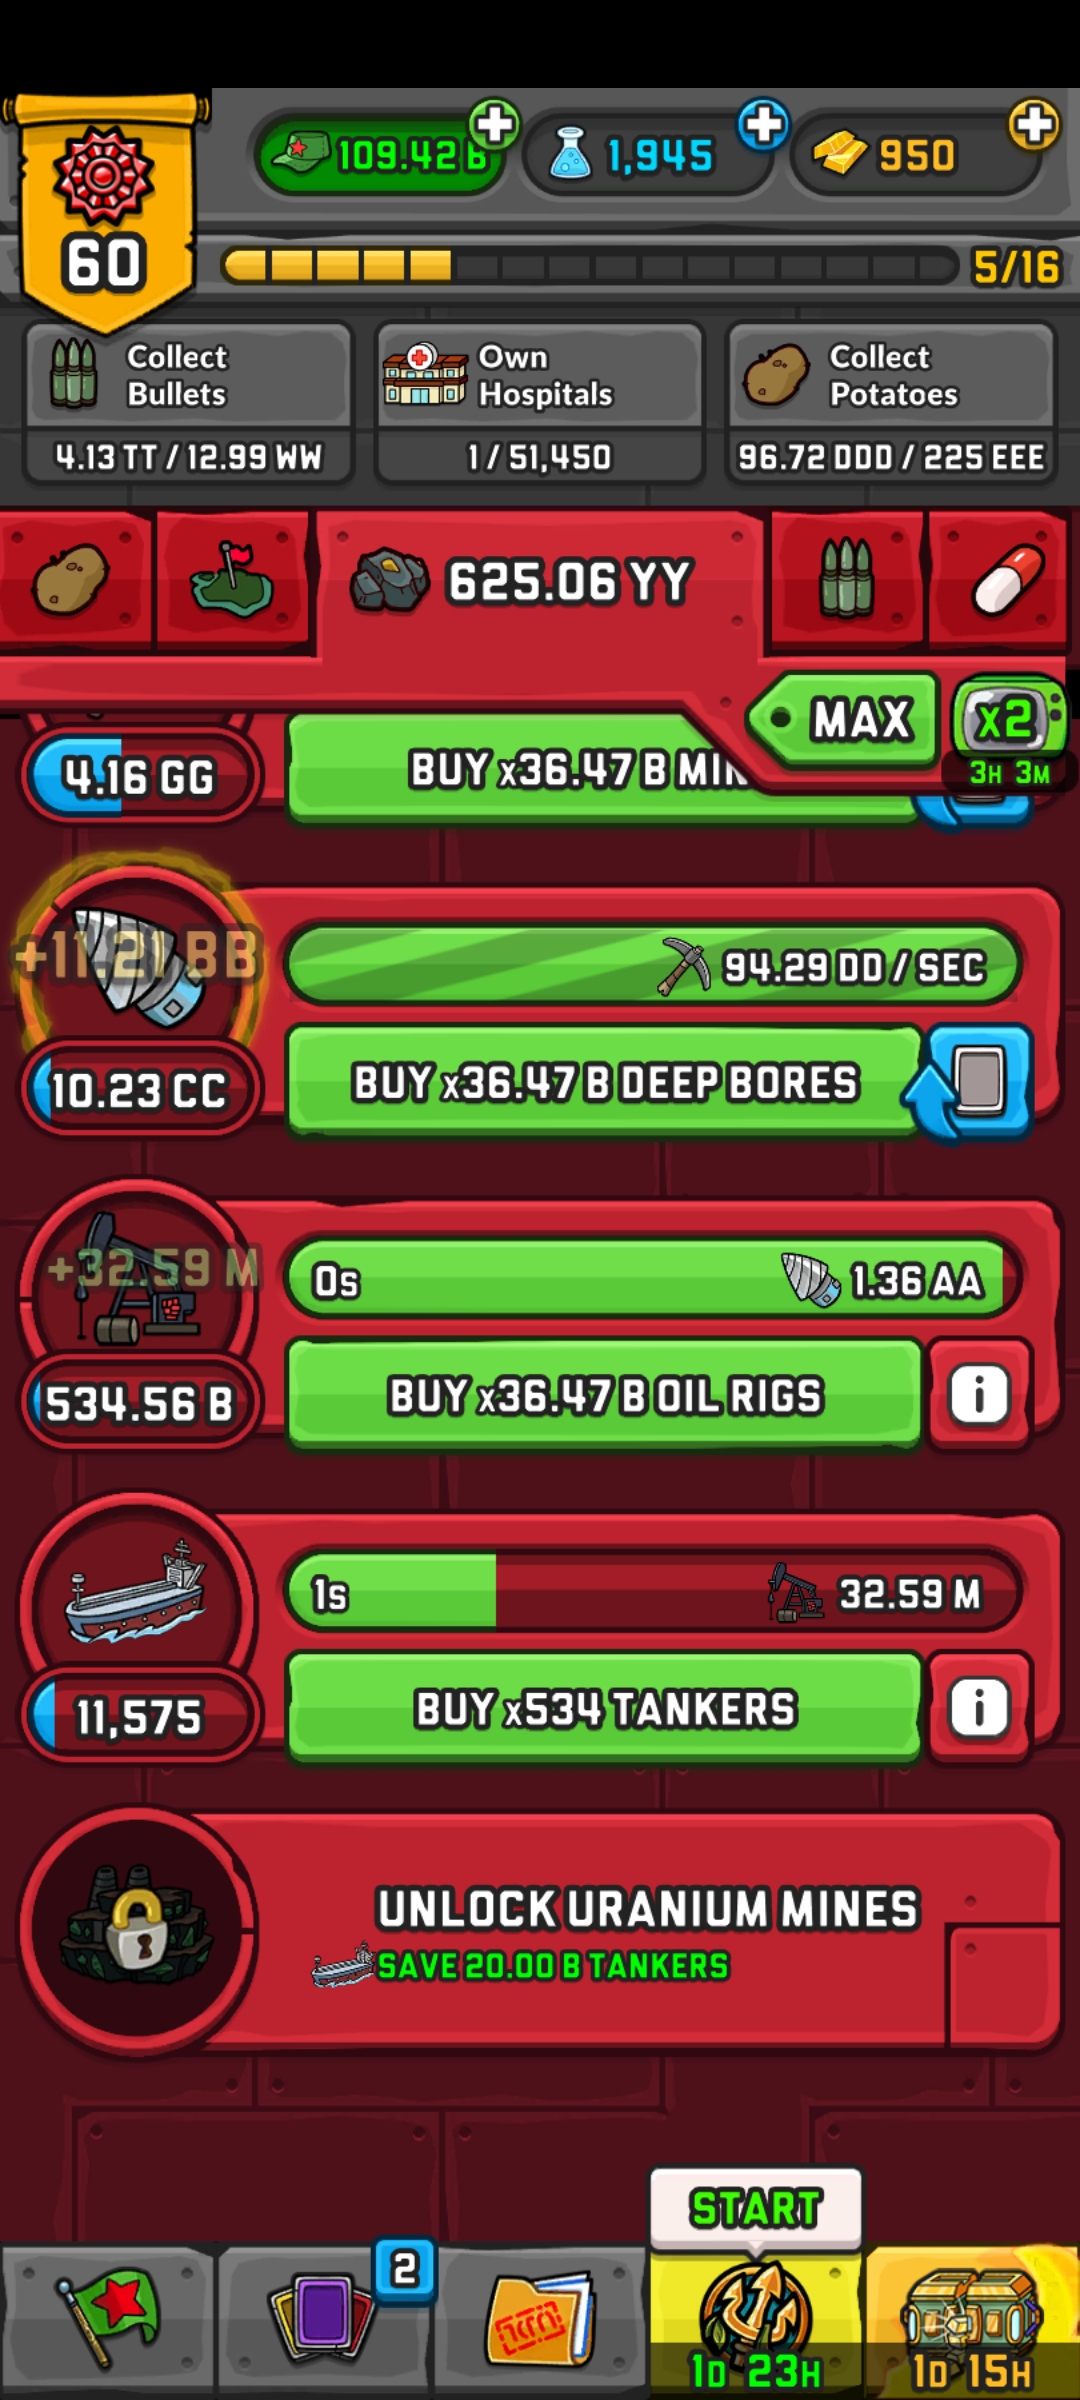 60
109.42 B
1,945
950
5/16
Collect
Bullets
4.13 TT / 12.99 WW
Own
Hospitals
1 / 51,450
Collect
Potatoes
96.72 DDD / 225 EEE
625.06 YY
MAX
x2
3H 3M
4.16 GG
BUY x36.47 B
+11.21 BB
94.29 DD / SEC
10.23 CC
BUY x36.47 B DEEP BORES
+32.59 M
0s
1.36 AA
534.56 B
BUY x36.47 B OIL RIGS
i
1s
32.59 M
11,575
BUY x534 TANKERS
i
UNLOCK URANIUM MINES
SAVE 20.00 B TANKERS
START
2
1D 23H
1D 15H